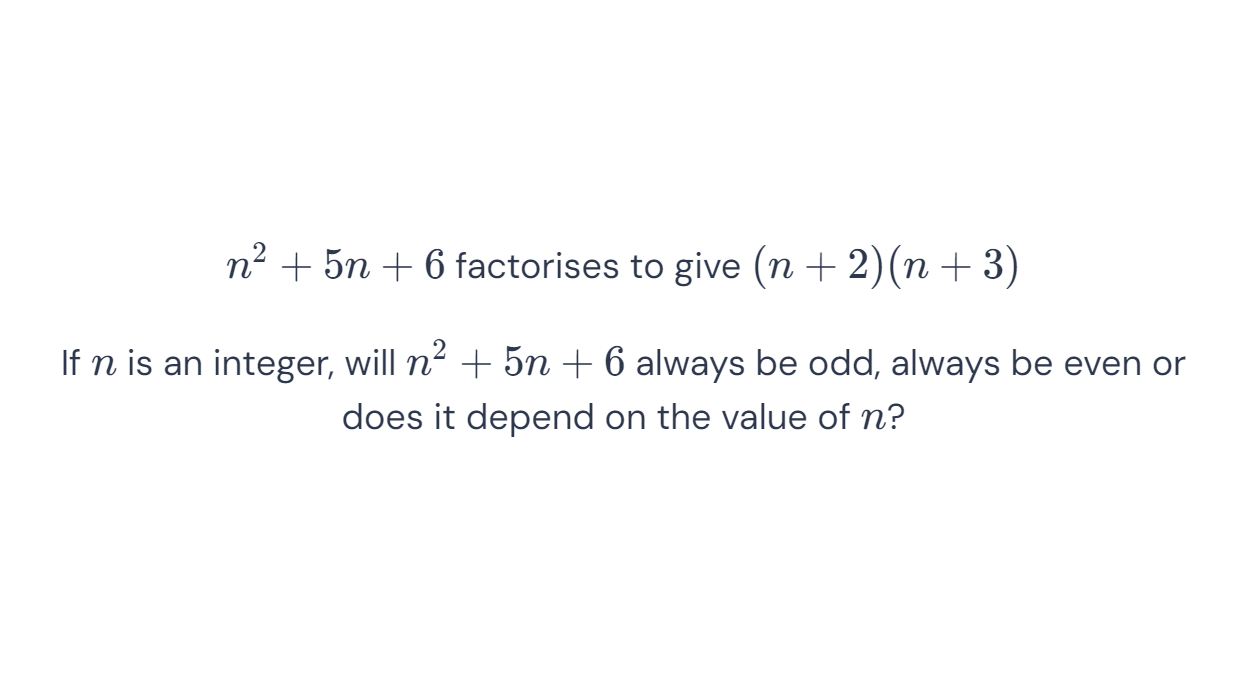 n² + 5n + 6 factorises to give (n + 2)(n + 3)
If n is an integer, will n² + 5n + 6 always be odd, always be even or
does it depend on the value of n?